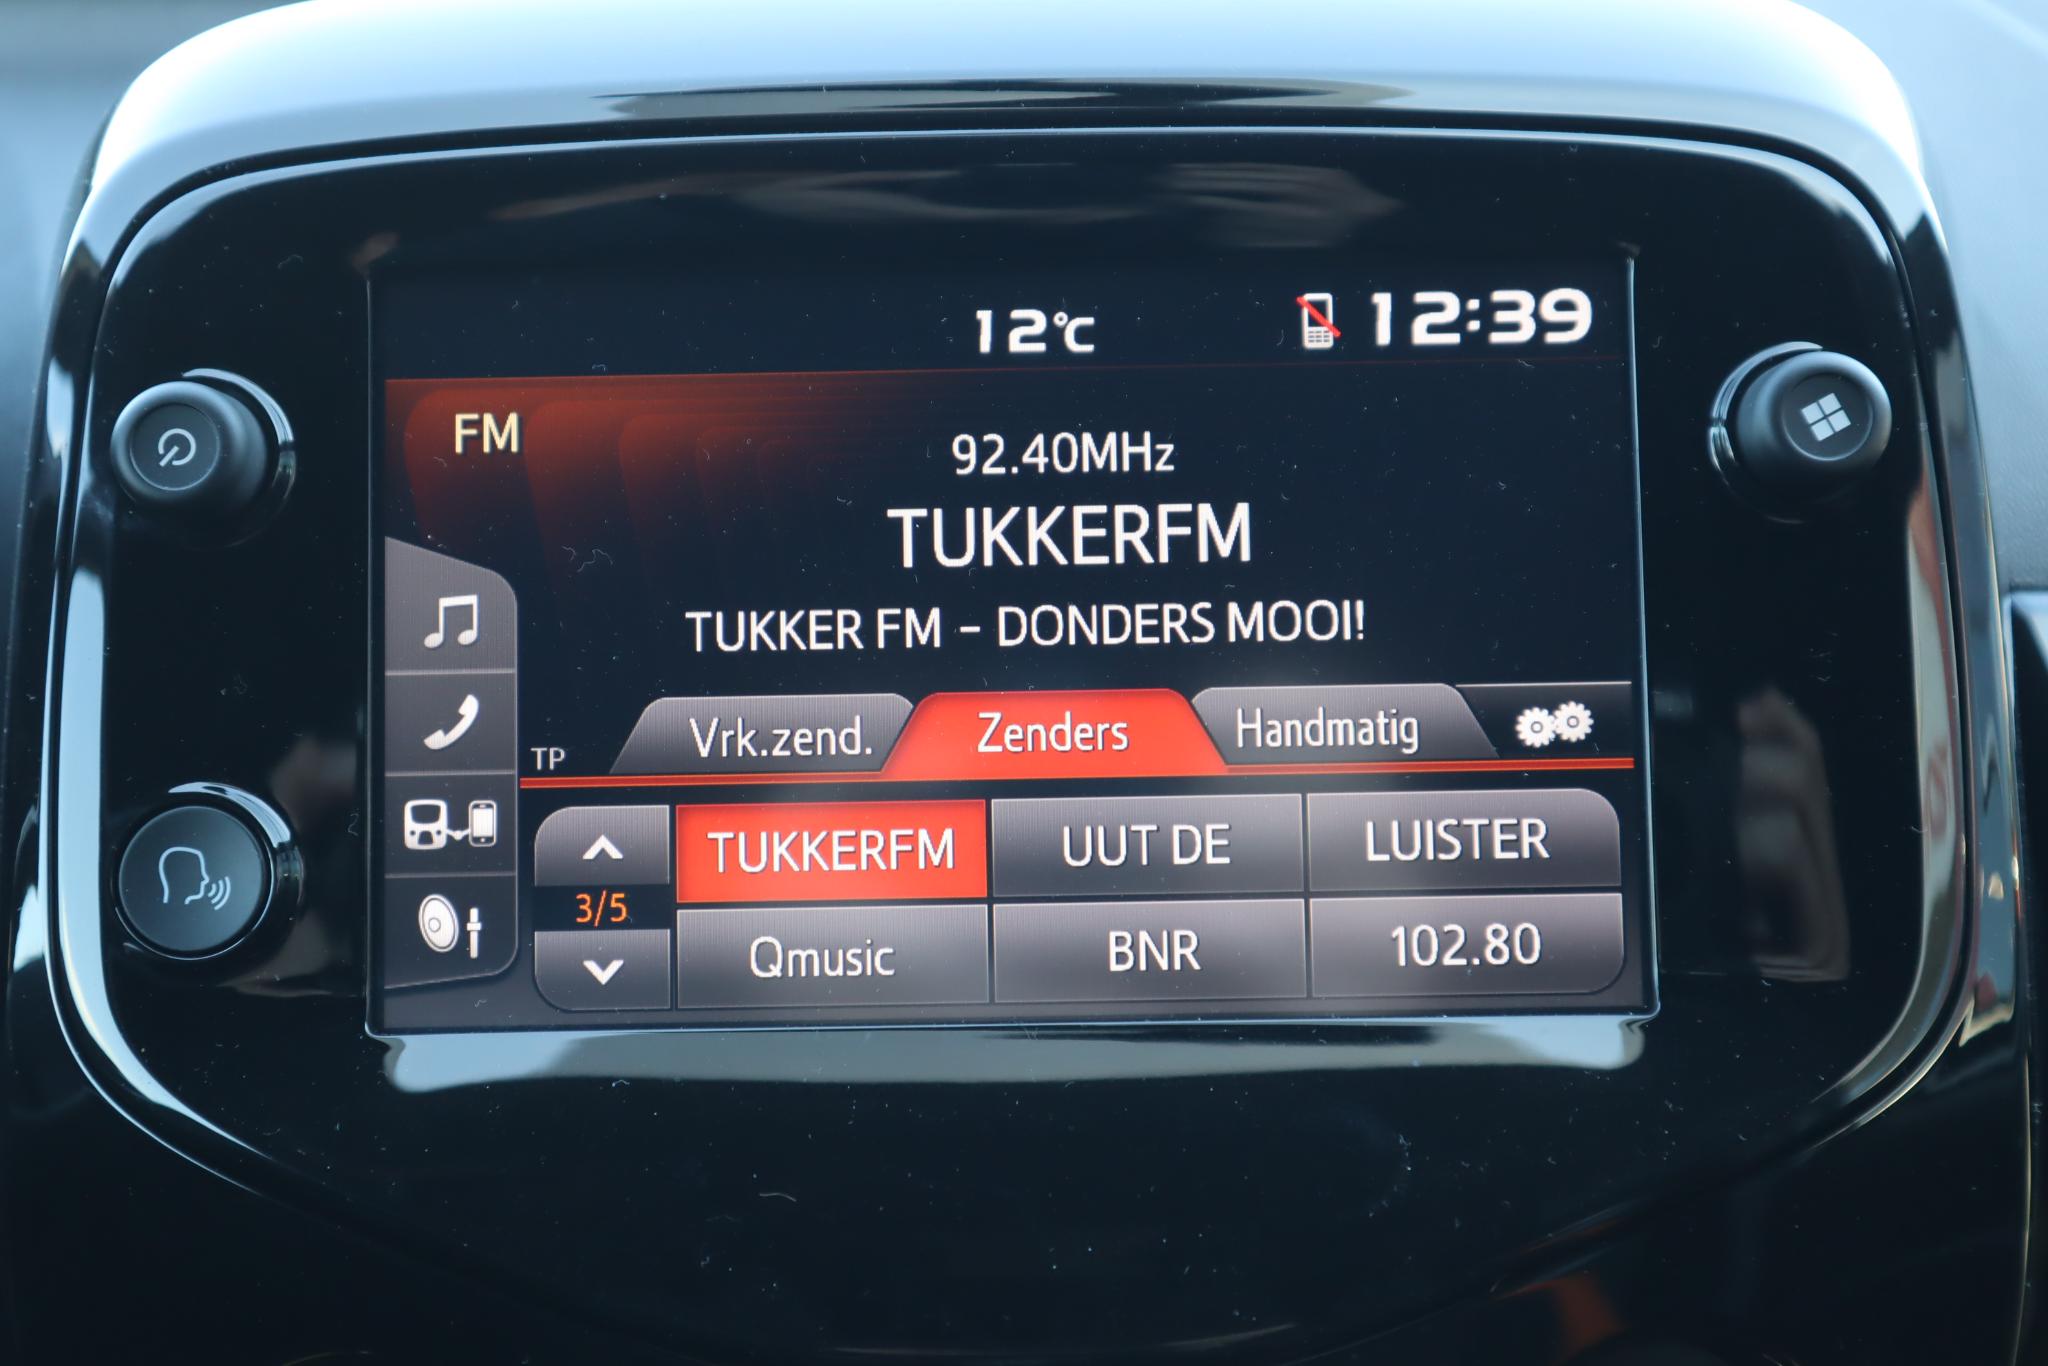 12°C 12:39
FM
92.40MHz
TUKKERFM
TUKKER FM - DONDERS MOOI!
TP Vrk.zend. Zenders Handmatig
TUKKERFM UUT DE LUISTER
3/5
Qmusic BNR 102.80